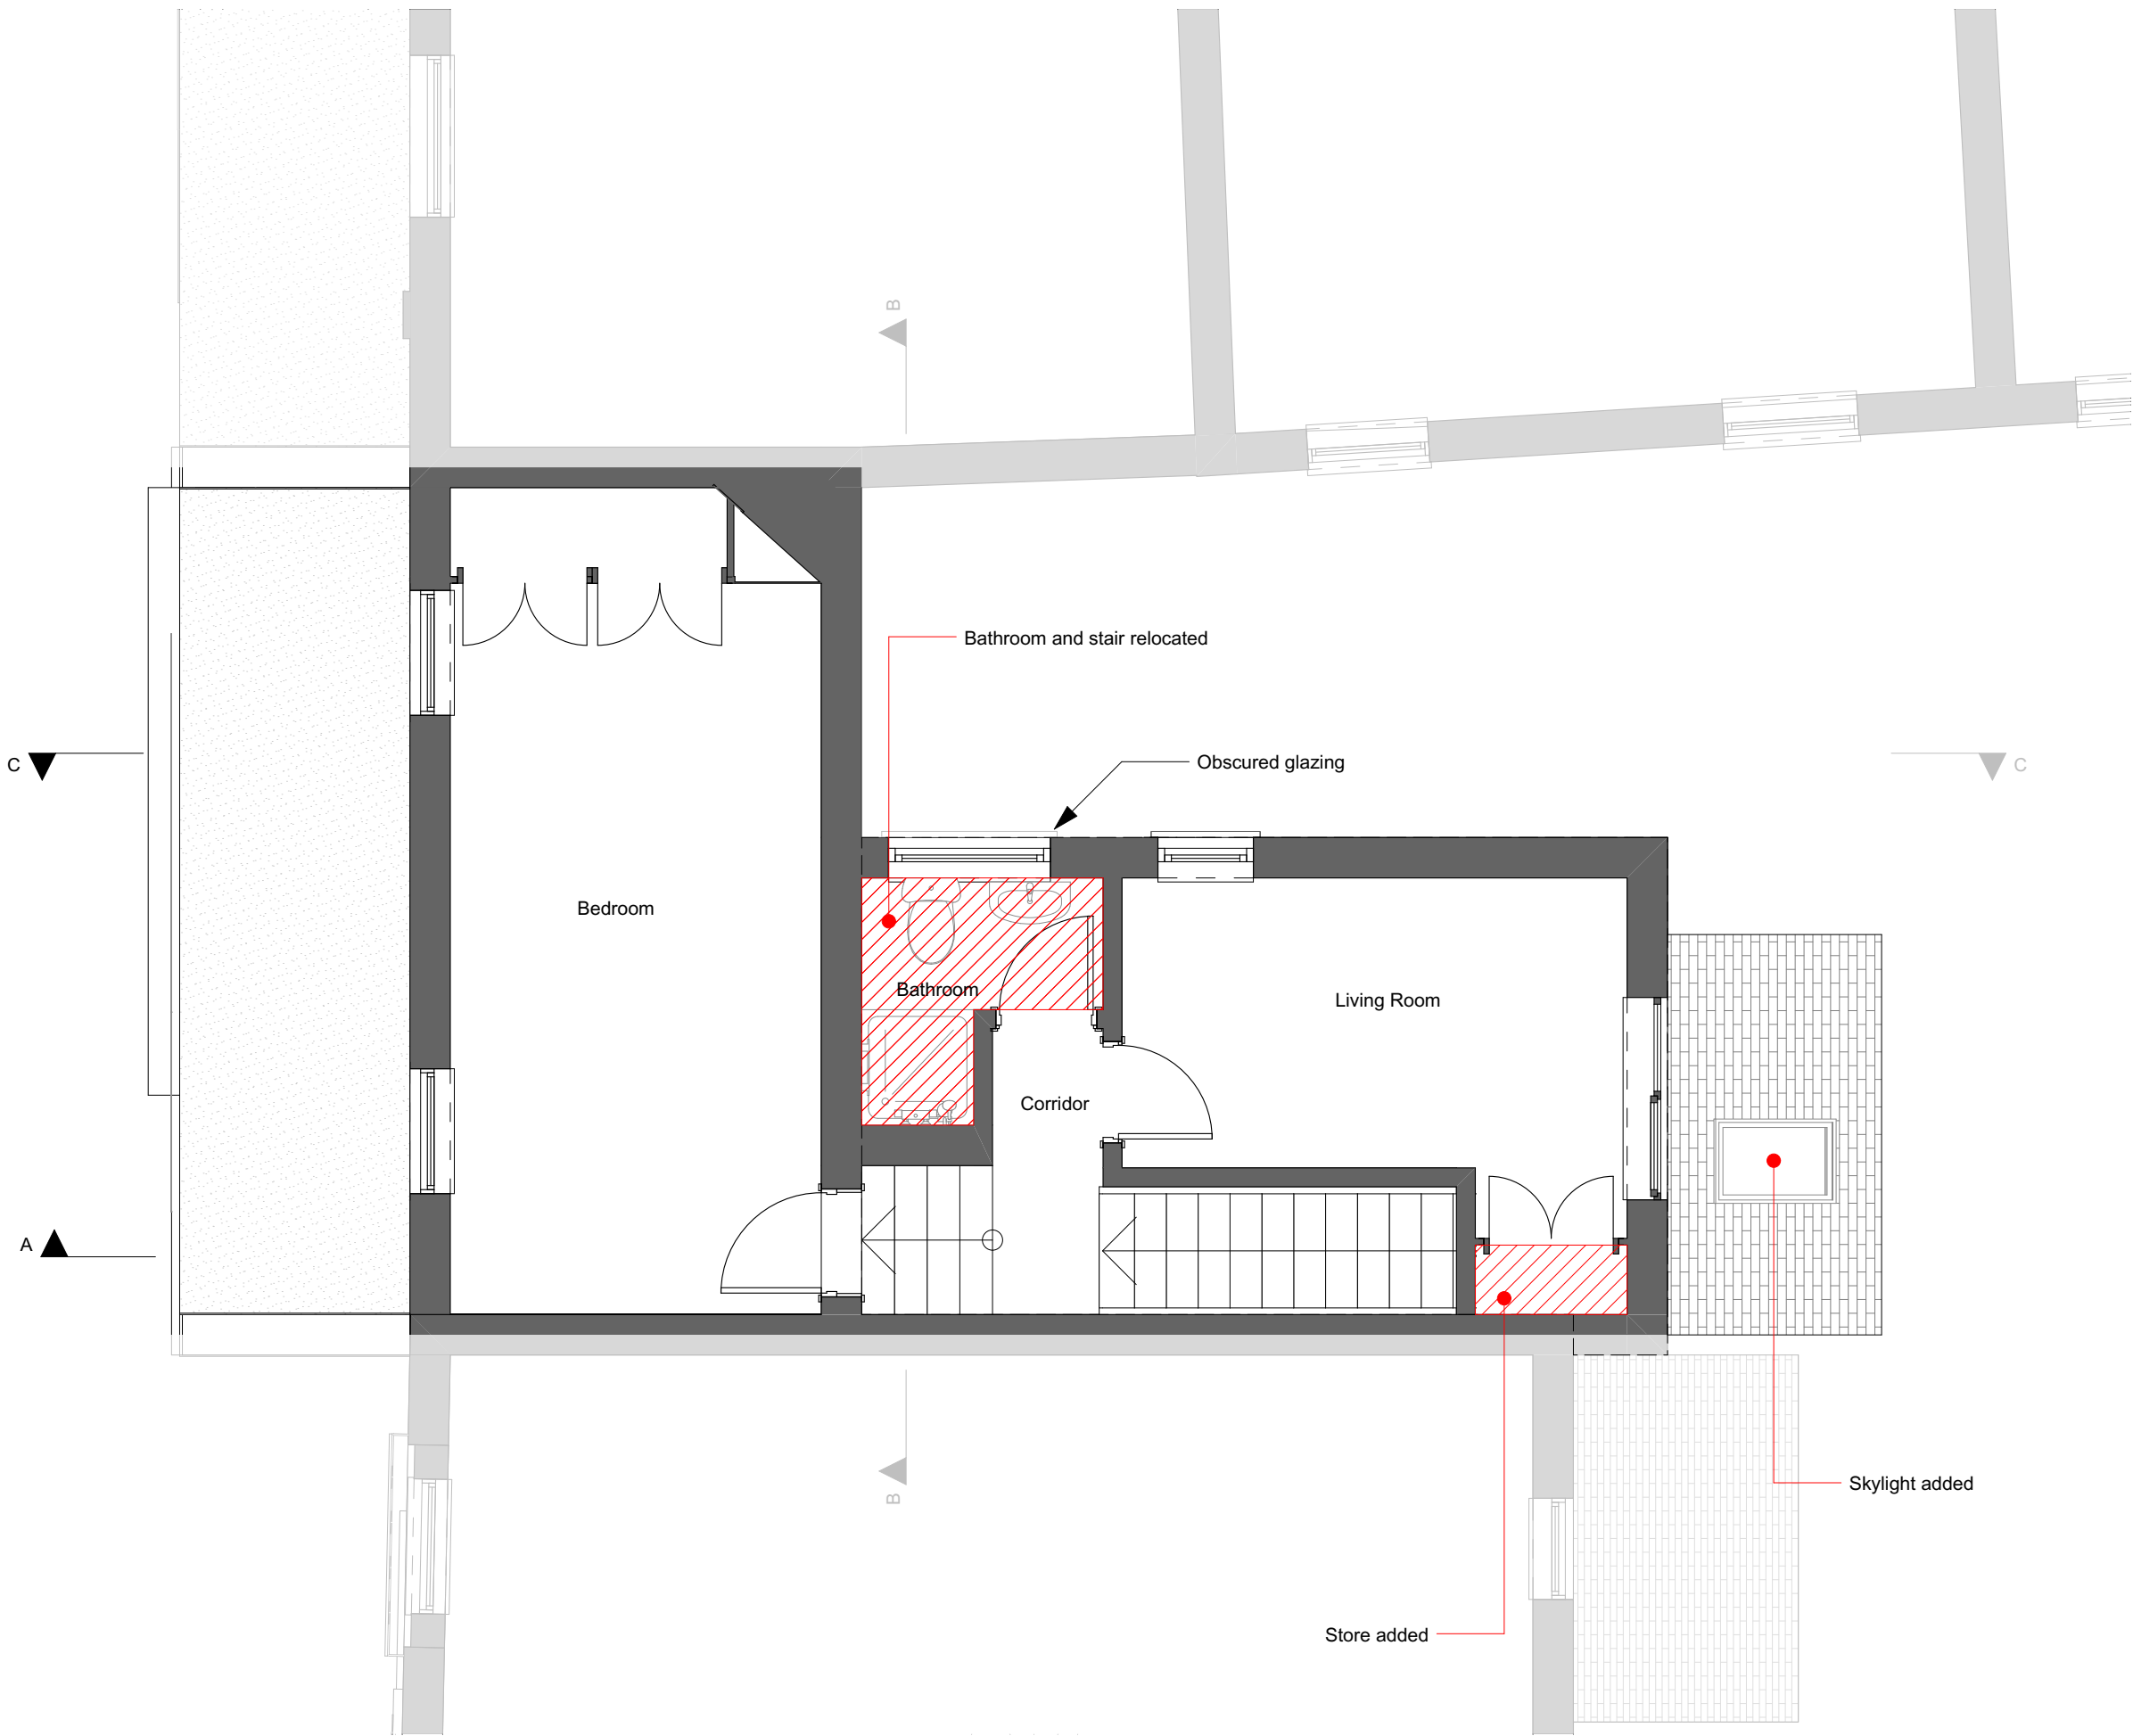 B
Bathroom and stair relocated
C
Obscured glazing
C
Bedroom
Bathroom
Living Room
Corridor
A
B
Skylight added
Store added